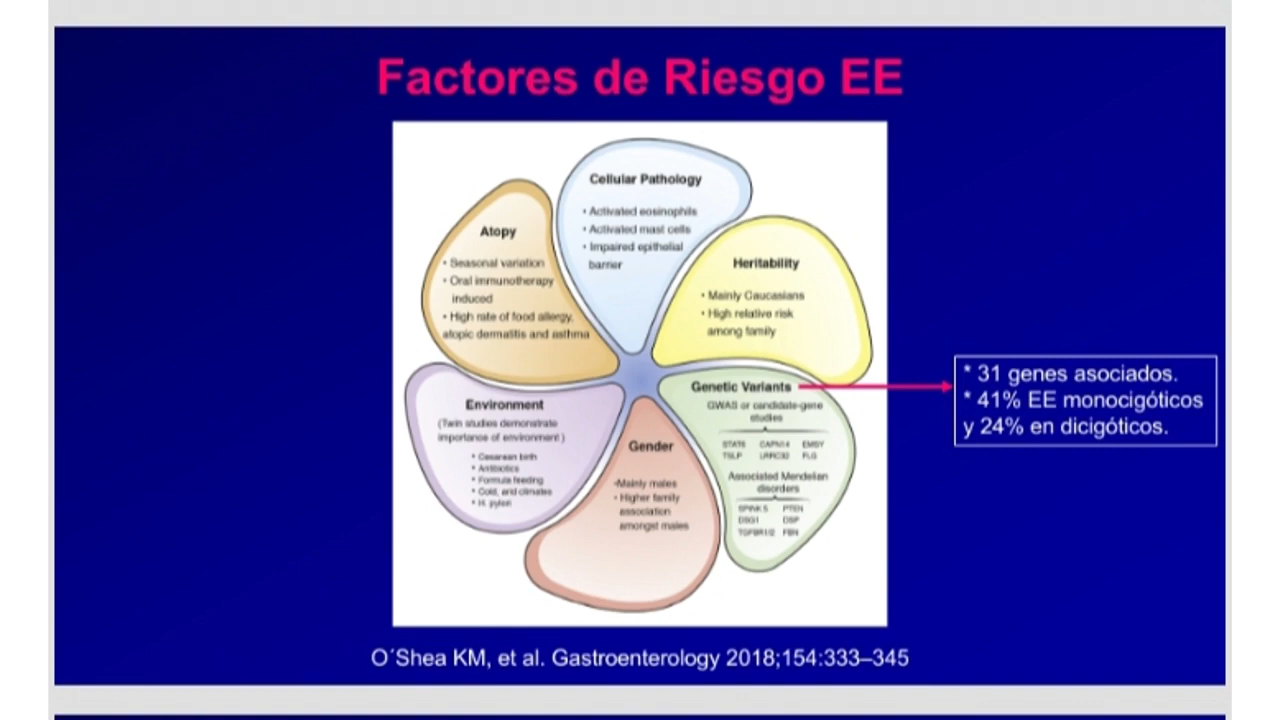 Factores de Riesgo EE
Cellular Pathology
• Activated eosinophils
• Activated mast cells
• Impaired epithelial
barrier
Atopy
• Seasonal variation
• Oral immunotherapy
induced
• High rate of food allergy,
atopic dermatitis and asthma
Heritability
• Mainly Caucasians
• High relative risk
among family
Environment
(Twin studies demonstrate
importance of environment)
• Cesarean birth
• Antibiotics
• Formula feeding
• Cold, arid climates
• H. pylori
Gender
•Mainly males
• Higher family
association
amongst males
Genetic Variants
GWAS or candidate-gene
studies
STAT6 CAPN14 EMSY
TSLP LRRC32 FLG
Associated Mendelian
disorders
SPINK5 PTEN
DSG1 DSP
TGFBR1/2 FBN
* 31 genes asociados.
* 41% EE monocigóticos
y 24% en dicigóticos.
O´Shea KM, et al. Gastroenterology 2018;154:333–345